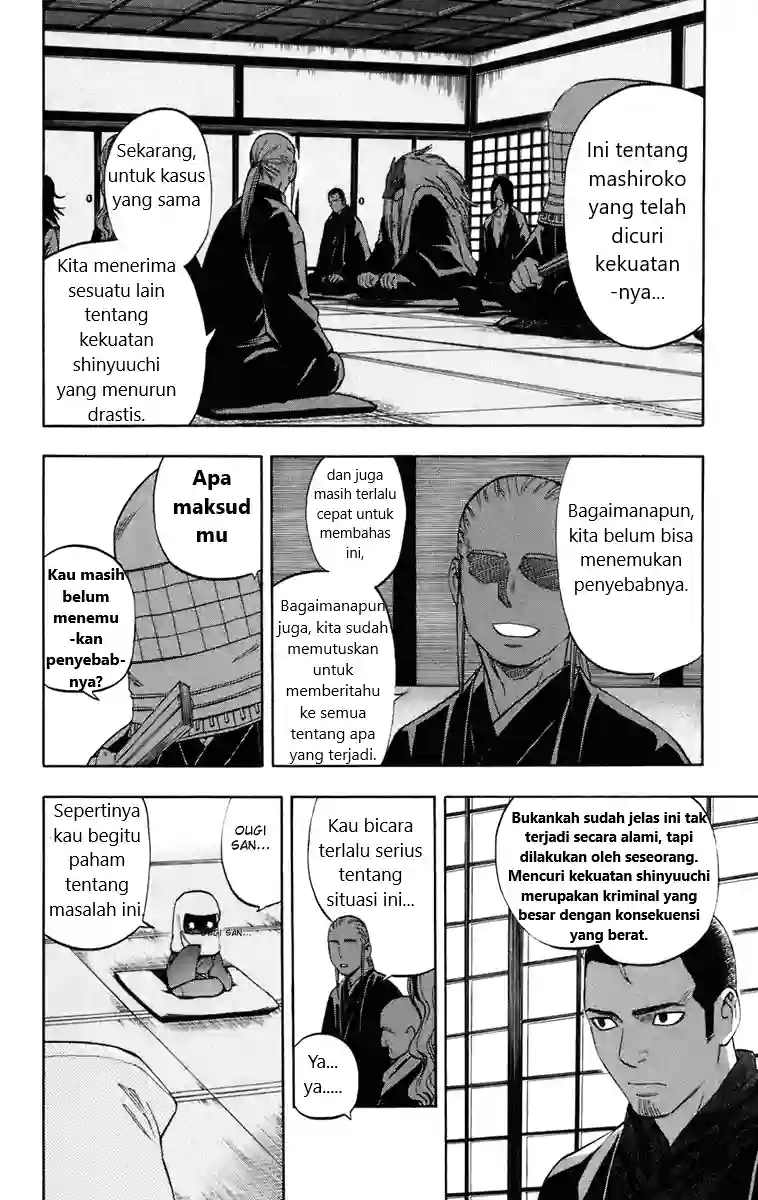 Ini tentang
mashiroko
yang telah
dicuri
kekuatan
-nya...
Sekarang,
untuk kasus
yang sama
Kita menerima
sesuatu lain
tentang
kekuatan
shinyuuchi
yang menurun
drastis.
Bagaimanapun,
kita belum bisa
menemukan
penyebabnya.
dan juga
masih terlalu
cepat untuk
membahas
ini,
Bagaimanapun
juga, kita sudah
memutuskan
untuk
memberitahu
ke semua
tentang apa
yang terjadi.
Apa
maksud
mu
Kau masih
belum
menemu
-kan
penyebab-
nya?
Bukankah sudah jelas ini tak
terjadi secara alami, tapi
dilakukan oleh seseorang.
Mencuri kekuatan shinyuuchi
merupakan kriminal yang
besar dengan konsekuensi
yang berat.
Kau bicara
terlalu serius
tentang
situasi ini...
Ya...
ya.....
OUGI
SAN...
OUGI SAN...
Sepertinya
kau begitu
paham
tentang
masalah ini